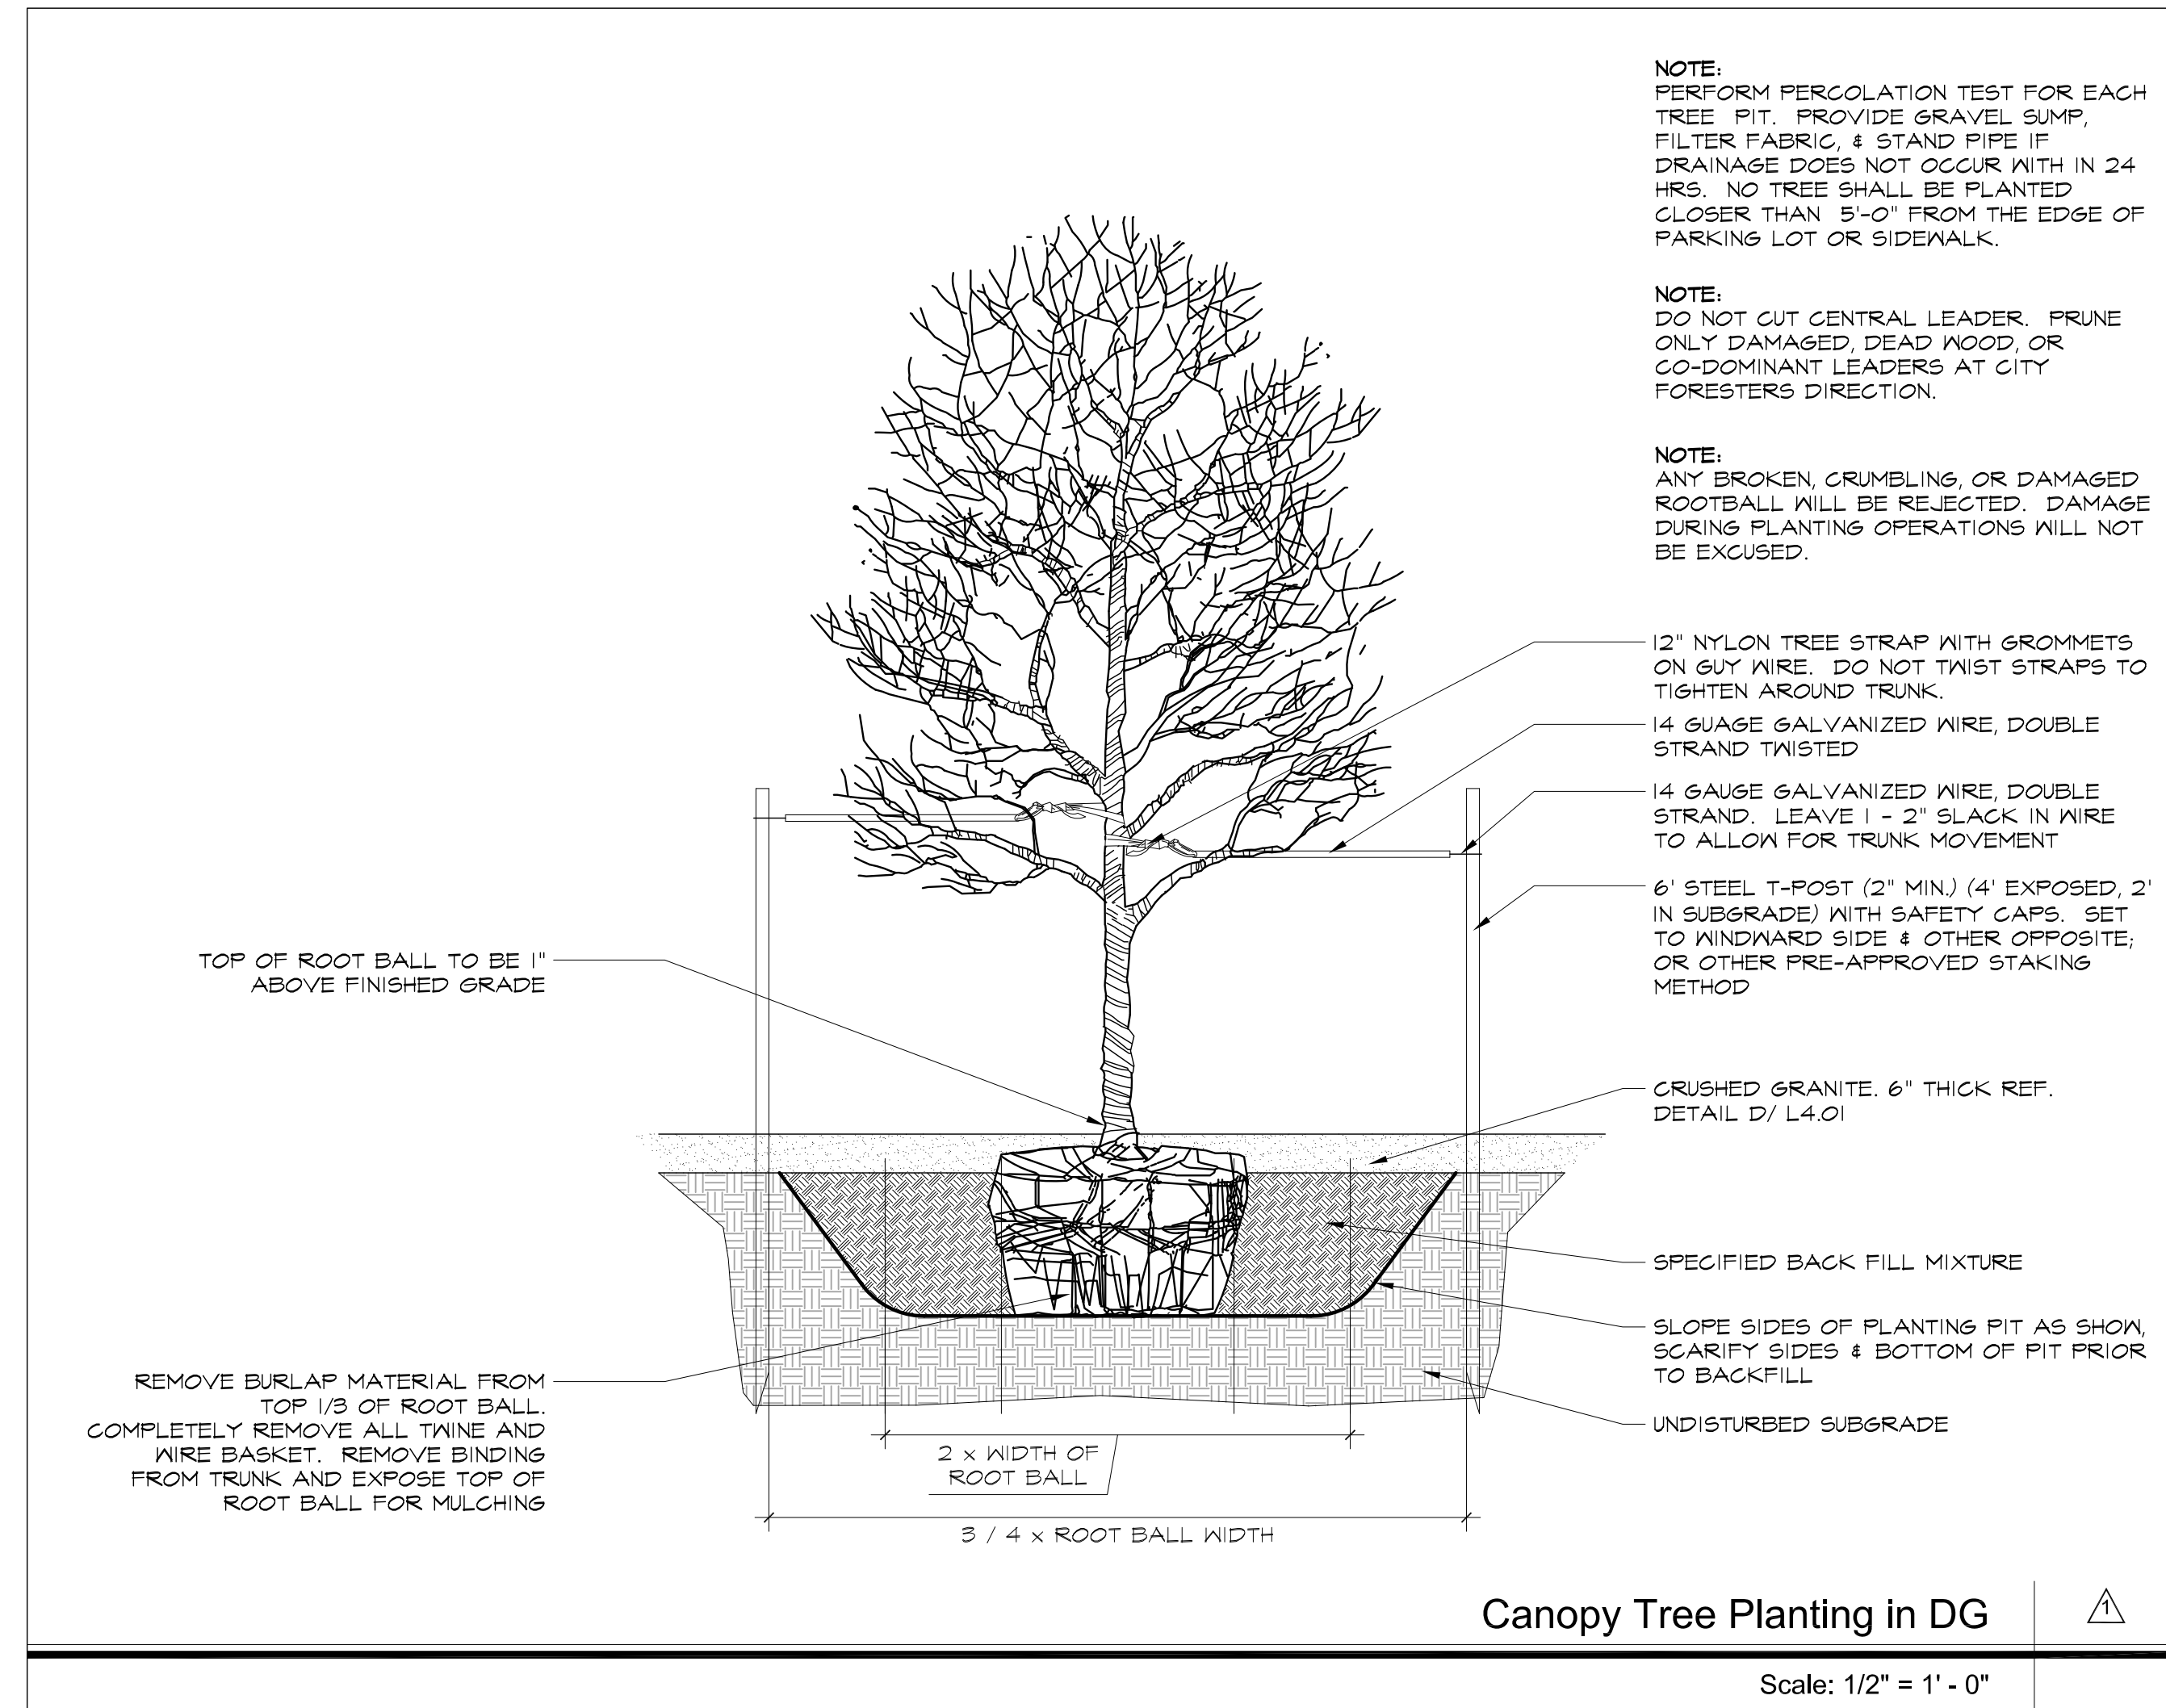 NOTE:
PERFORM PERCOLATION TEST FOR EACH
TREE PIT. PROVIDE GRAVEL SUMP,
FILTER FABRIC, & STAND PIPE IF
DRAINAGE DOES NOT OCCUR WITH IN 24
HRS. NO TREE SHALL BE PLANTED
CLOSER THAN 5'-0" FROM THE EDGE OF
PARKING LOT OR SIDEWALK.
NOTE:
DO NOT CUT CENTRAL LEADER. PRUNE
ONLY DAMAGED, DEAD WOOD, OR
CO-DOMINANT LEADERS AT CITY
FORESTERS DIRECTION.
NOTE:
ANY BROKEN, CRUMBLING, OR DAMAGED
ROOTBALL WILL BE REJECTED. DAMAGE
DURING PLANTING OPERATIONS WILL NOT
BE EXCUSED.
12" NYLON TREE STRAP WITH GROMMETS
ON GUY WIRE. DO NOT TWIST STRAPS TO
TIGHTEN AROUND TRUNK.
14 GUAGE GALVANIZED WIRE, DOUBLE
STRAND TWISTED
14 GAUGE GALVANIZED WIRE, DOUBLE
STRAND. LEAVE 1 - 2" SLACK IN WIRE
TO ALLOW FOR TRUNK MOVEMENT
6' STEEL T-POST (2" MIN.) (4' EXPOSED, 2'
IN SUBGRADE) WITH SAFETY CAPS. SET
TO WINDWARD SIDE & OTHER OPPOSITE;
OR OTHER PRE-APPROVED STAKING
METHOD
TOP OF ROOT BALL TO BE 1"
ABOVE FINISHED GRADE
CRUSHED GRANITE. 6" THICK REF.
DETAIL D/ L4.01
SPECIFIED BACK FILL MIXTURE
SLOPE SIDES OF PLANTING PIT AS SHOW,
SCARIFY SIDES & BOTTOM OF PIT PRIOR
TO BACKFILL
UNDISTURBED SUBGRADE
REMOVE BURLAP MATERIAL FROM
TOP 1/3 OF ROOT BALL.
COMPLETELY REMOVE ALL TWINE AND
WIRE BASKET. REMOVE BINDING
FROM TRUNK AND EXPOSE TOP OF
ROOT BALL FOR MULCHING
2 x WIDTH OF
ROOT BALL
3 / 4 x ROOT BALL WIDTH
Canopy Tree Planting in DG
1
Scale: 1/2" = 1' - 0"